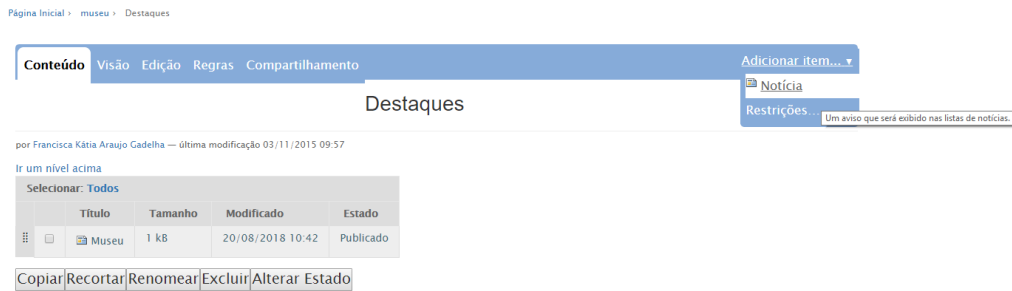 Página Inicial › museu › Destaques
Conteúdo Visão Edição Regras Compartilhamento Adicionar item... ▼
Notícia
Destaques
Restrições...
Um aviso que será exibido nas listas de notícias.
por Francisca Kátia Araujo Gadelha — última modificação 03/11/2015 09:57
Ir um nível acima
Selecionar: Todos
Título Tamanho Modificado Estado
Museu 1 kB 20/08/2018 10:42 Publicado
Copiar Recortar Renomear Excluir Alterar Estado